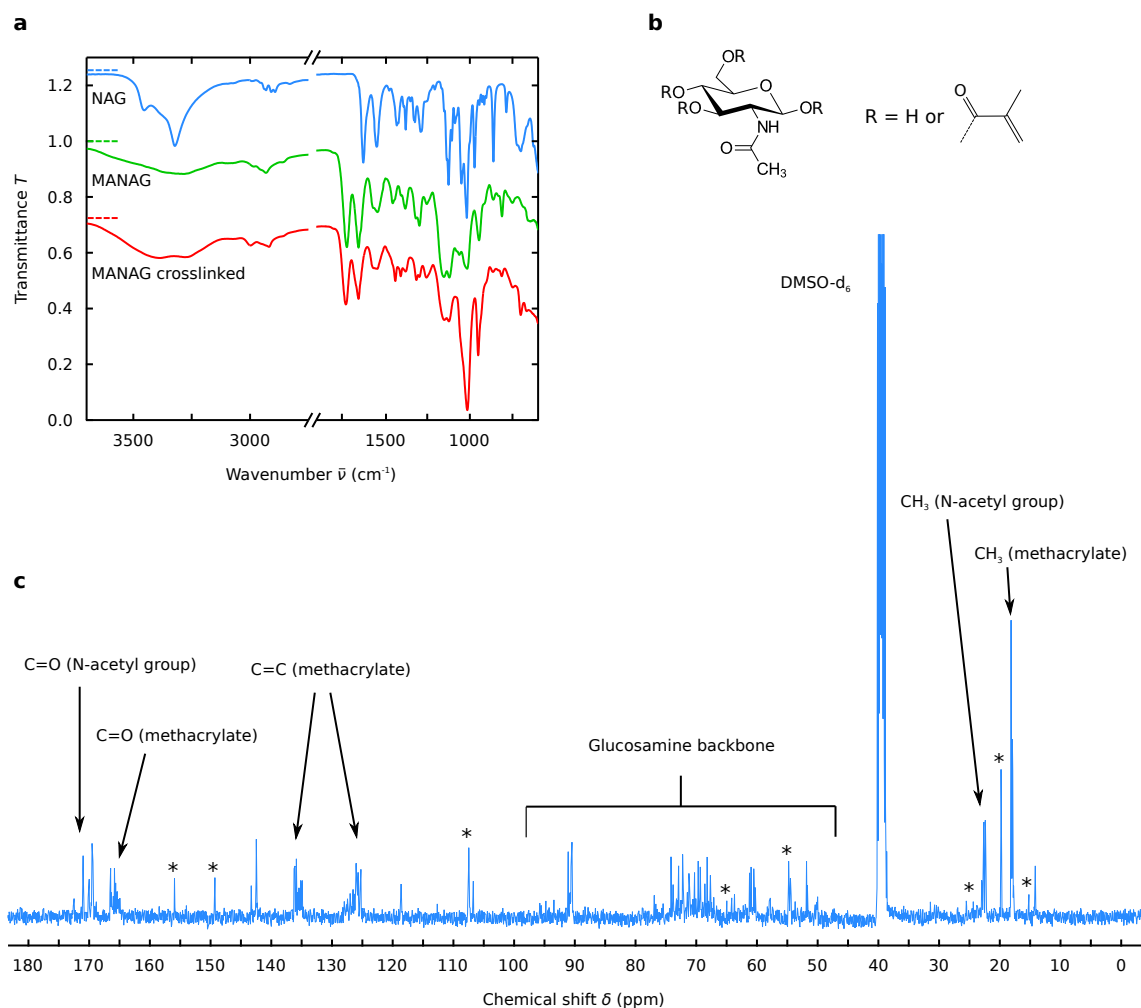 a
1.2
1.0
0.8
0.6
0.4
0.2
0.0
Transmittance T
NAG
MANAG
MANAG crosslinked
3500
3000
1500
1000
Wavenumber ν̄ (cm⁻¹)
b
OR
RO
O
RO
OR
NH
O
CH₃
R = H or
O
c
DMSO-d₆
CH₃ (N-acetyl group)
CH₃ (methacrylate)
C=O (N-acetyl group)
C=O (methacrylate)
C=C (methacrylate)
Glucosamine backbone
*
*
*
*
*
*
*
*
180 170 160 150 140 130 120 110 100 90 80 70 60 50 40 30 20 10 0
Chemical shift δ (ppm)